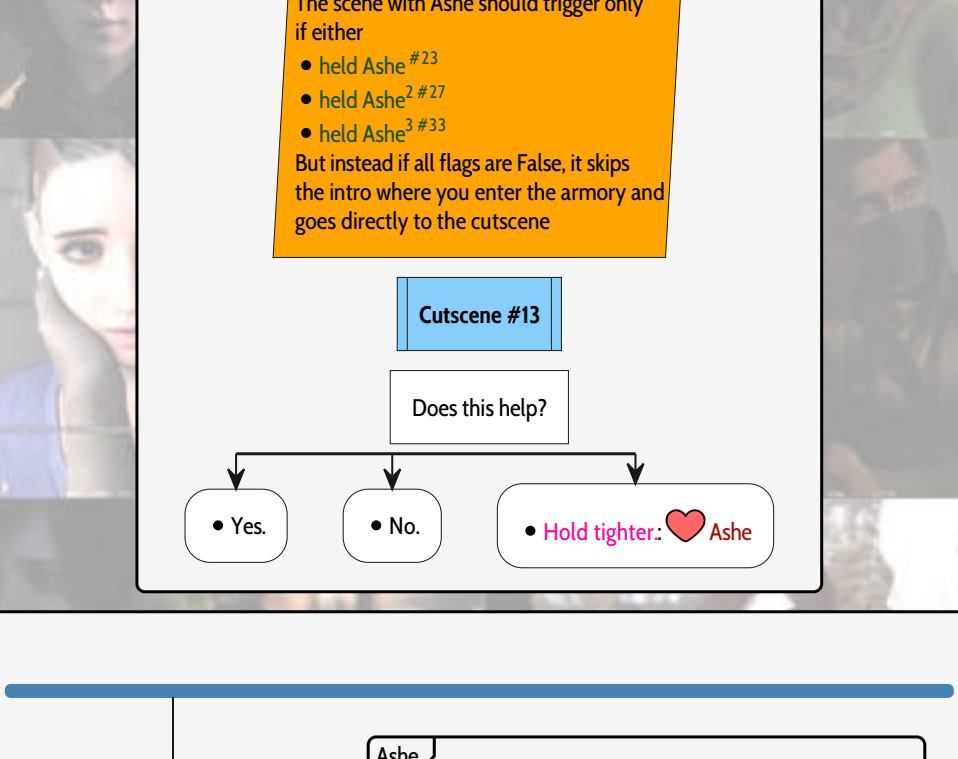 The scene with Ashe should trigger only
if either
• held Ashe #23
• held Ashe2 #27
• held Ashe3 #33
But instead if all flags are False, it skips
the intro where you enter the armory and
goes directly to the cutscene
Cutscene #13
Does this help?
• Yes.
• No.
• Hold tighter.: Ashe
Ashe